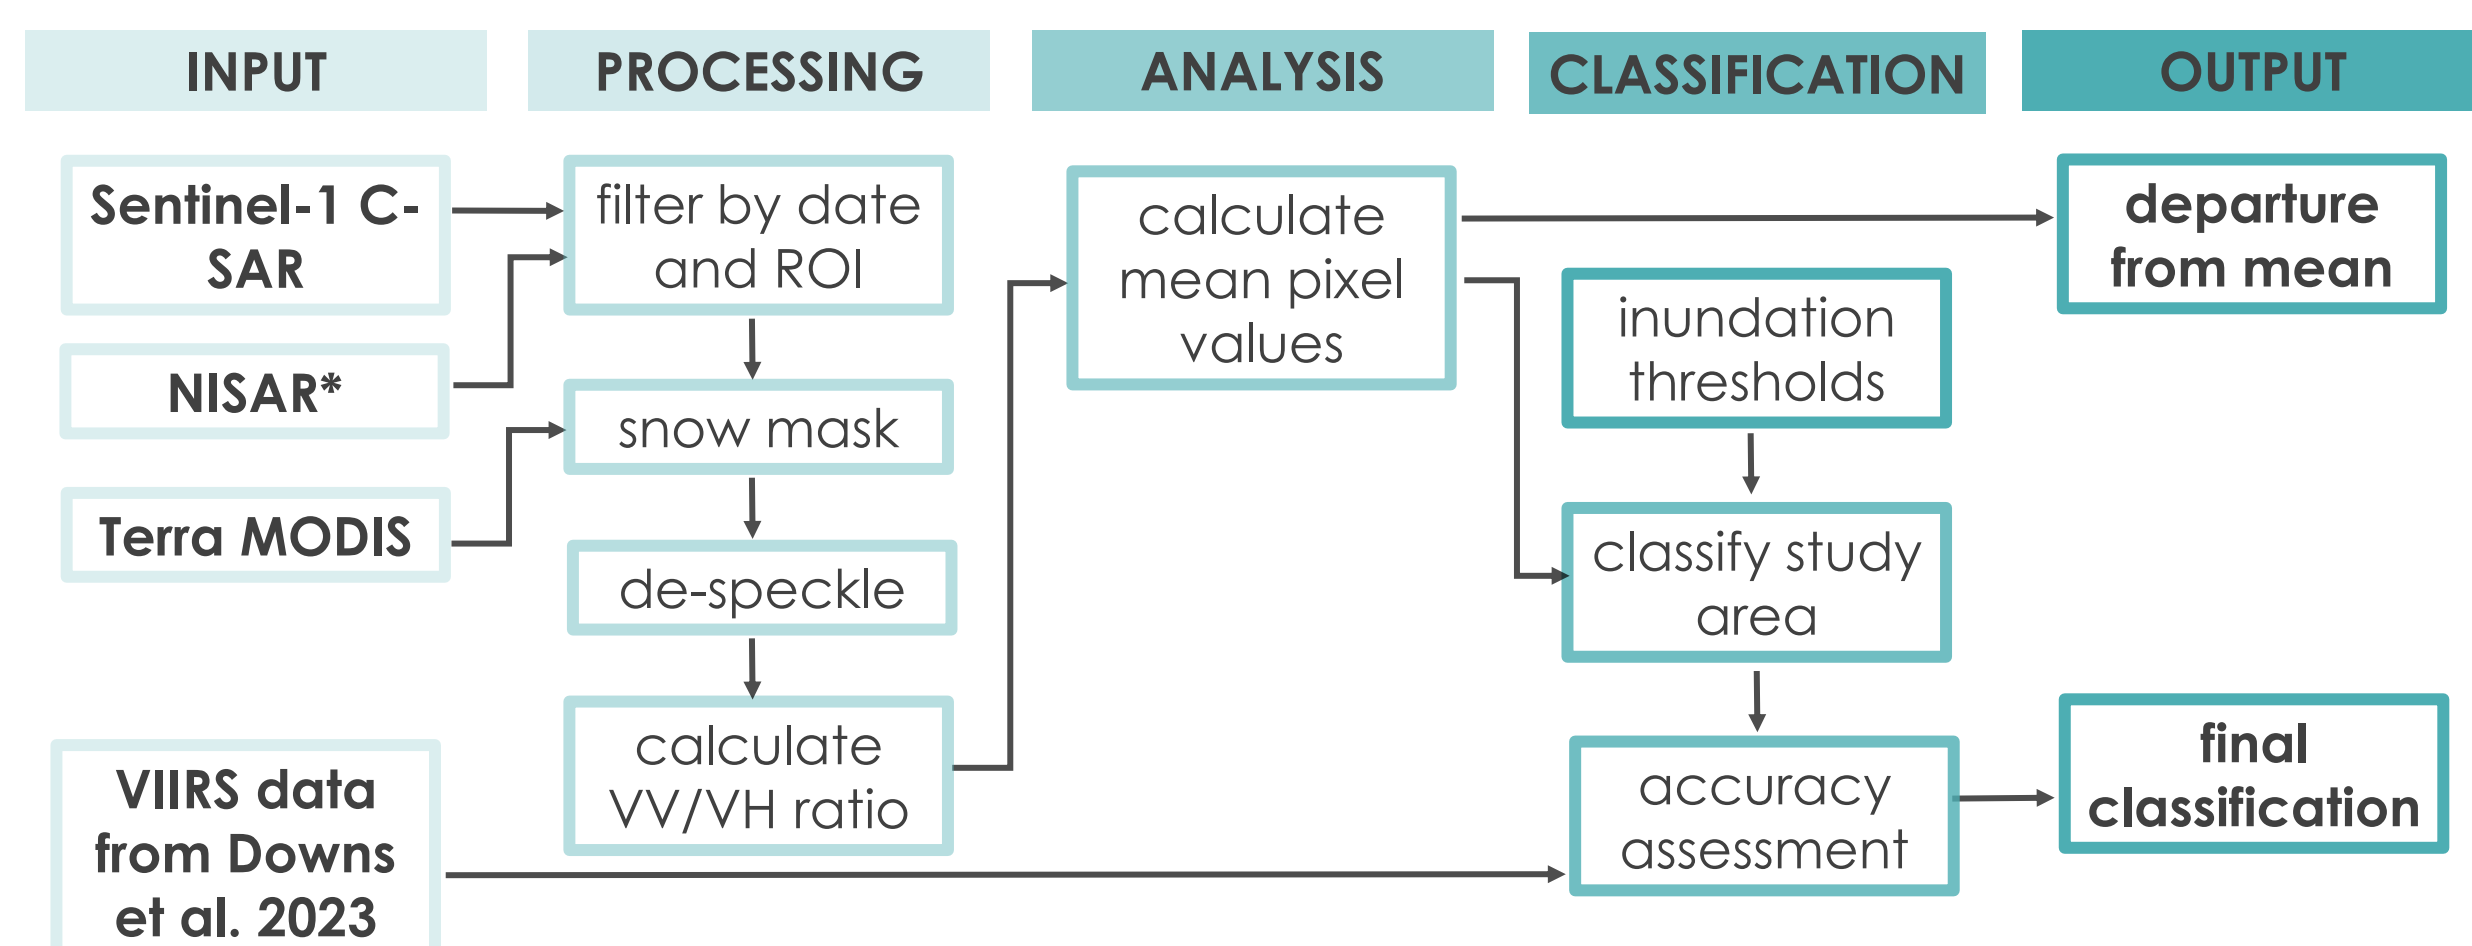 INPUT
PROCESSING
ANALYSIS
CLASSIFICATION
OUTPUT
Sentinel-1 C-
SAR
NISAR*
Terra MODIS
VIIRS data
from Downs
et al. 2023
filter by date
and ROI
snow mask
de-speckle
calculate
VV/VH ratio
calculate
mean pixel
values
inundation
thresholds
classify study
area
accuracy
assessment
departure
from mean
final
classification